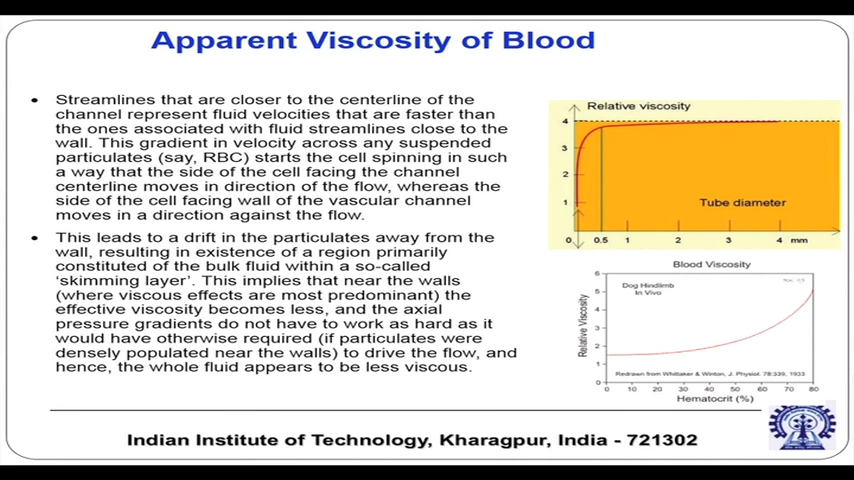 Apparent Viscosity of Blood
• Streamlines that are closer to the centerline of the
channel represent fluid velocities that are faster than
the ones associated with fluid streamlines close to the
wall. This gradient in velocity across any suspended
particulates (say, RBC) starts the cell spinning in such
a way that the side of the cell facing the channel
centerline moves in direction of the flow, whereas the
side of the cell facing wall of the vascular channel
moves in a direction against the flow.
• This leads to a drift in the particulates away from the
wall, resulting in existence of a region primarily
constituted of the bulk fluid within a so-called
‘skimming layer’. This implies that near the walls
(where viscous effects are most predominant) the
effective viscosity becomes less, and the axial
pressure gradients do not have to work as hard as it
would have otherwise required (if particulates were
densely populated near the walls) to drive the flow, and
hence, the whole fluid appears to be less viscous.
Relative viscosity
4
3
2
1
Tube diameter
0 0.5 1 2 3 4 mm
Blood Viscosity
Dog Hindlimb
In Vivo
Relative Viscosity
6
5
4
3
2
1
0
Redrawn from Whittaker & Winton, J. Physiol. 78:339, 1933
0 10 20 30 40 50 60 70 80
Hematocrit (%)
Indian Institute of Technology, Kharagpur, India - 721302